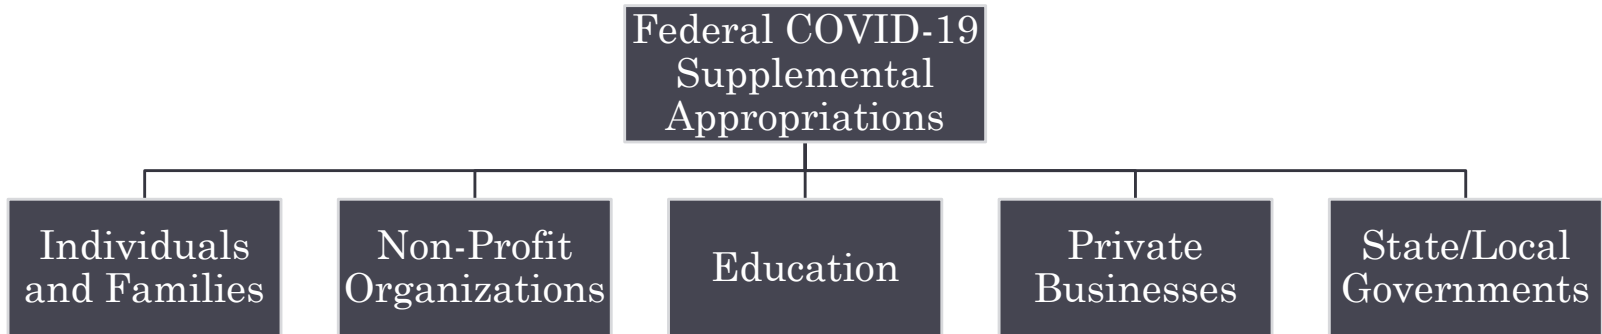 Federal COVID-19
Supplemental
Appropriations
Individuals
and Families
Non-Profit
Organizations
Education
Private
Businesses
State/Local
Governments